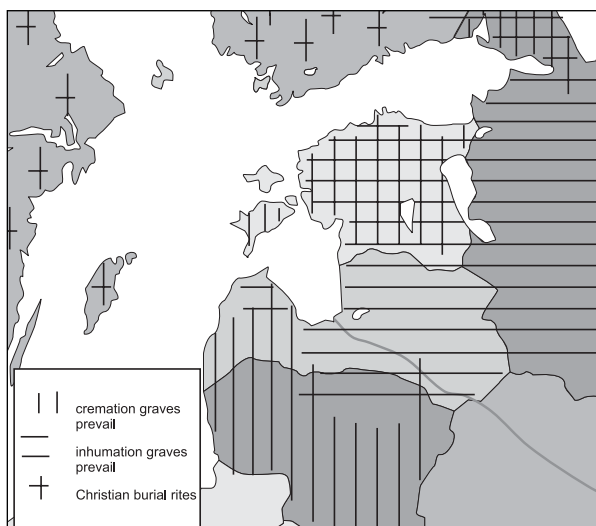 cremation graves
prevail
inhumation graves
prevail
Christian burial rites